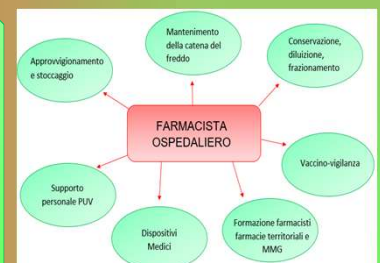 Mantenimento
della catena del
freddo
Conservazione,
diluizione,
frazionamento
Approvvigionamento
e stoccaggio
FARMACISTA
OSPEDALIERO
Vaccino-vigilanza
Supporto
personale PUV
Dispositivi
Medici
Formazione farmacisti
farmacie territoriali e
MMG